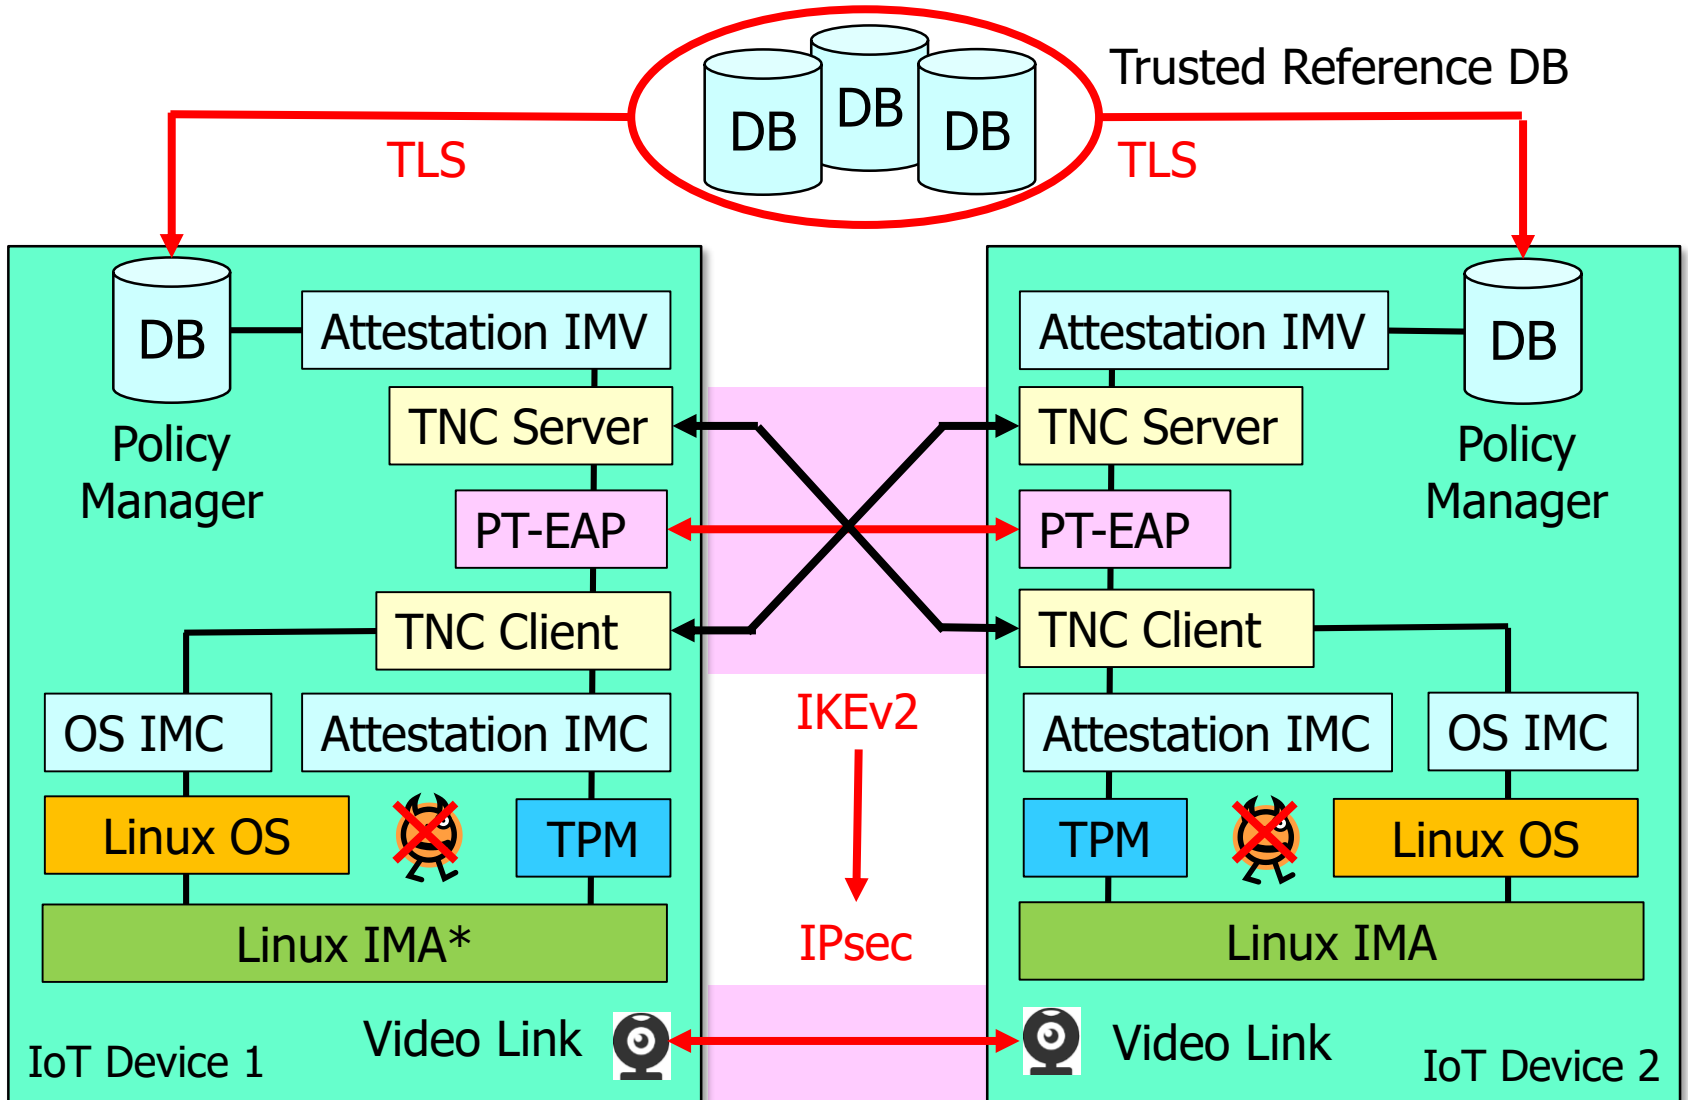 Trusted Reference DB
DB
DB
DB
TLS
TLS
DB
Attestation IMV
Policy
Manager
TNC Server
PT-EAP
TNC Client
OS IMC
Attestation IMC
Linux OS
TPM
Linux IMA*
Video Link
IoT Device 1
IKEv2
IPsec
Attestation IMV
DB
TNC Server
Policy
Manager
PT-EAP
TNC Client
Attestation IMC
OS IMC
TPM
Linux OS
Linux IMA
Video Link
IoT Device 2